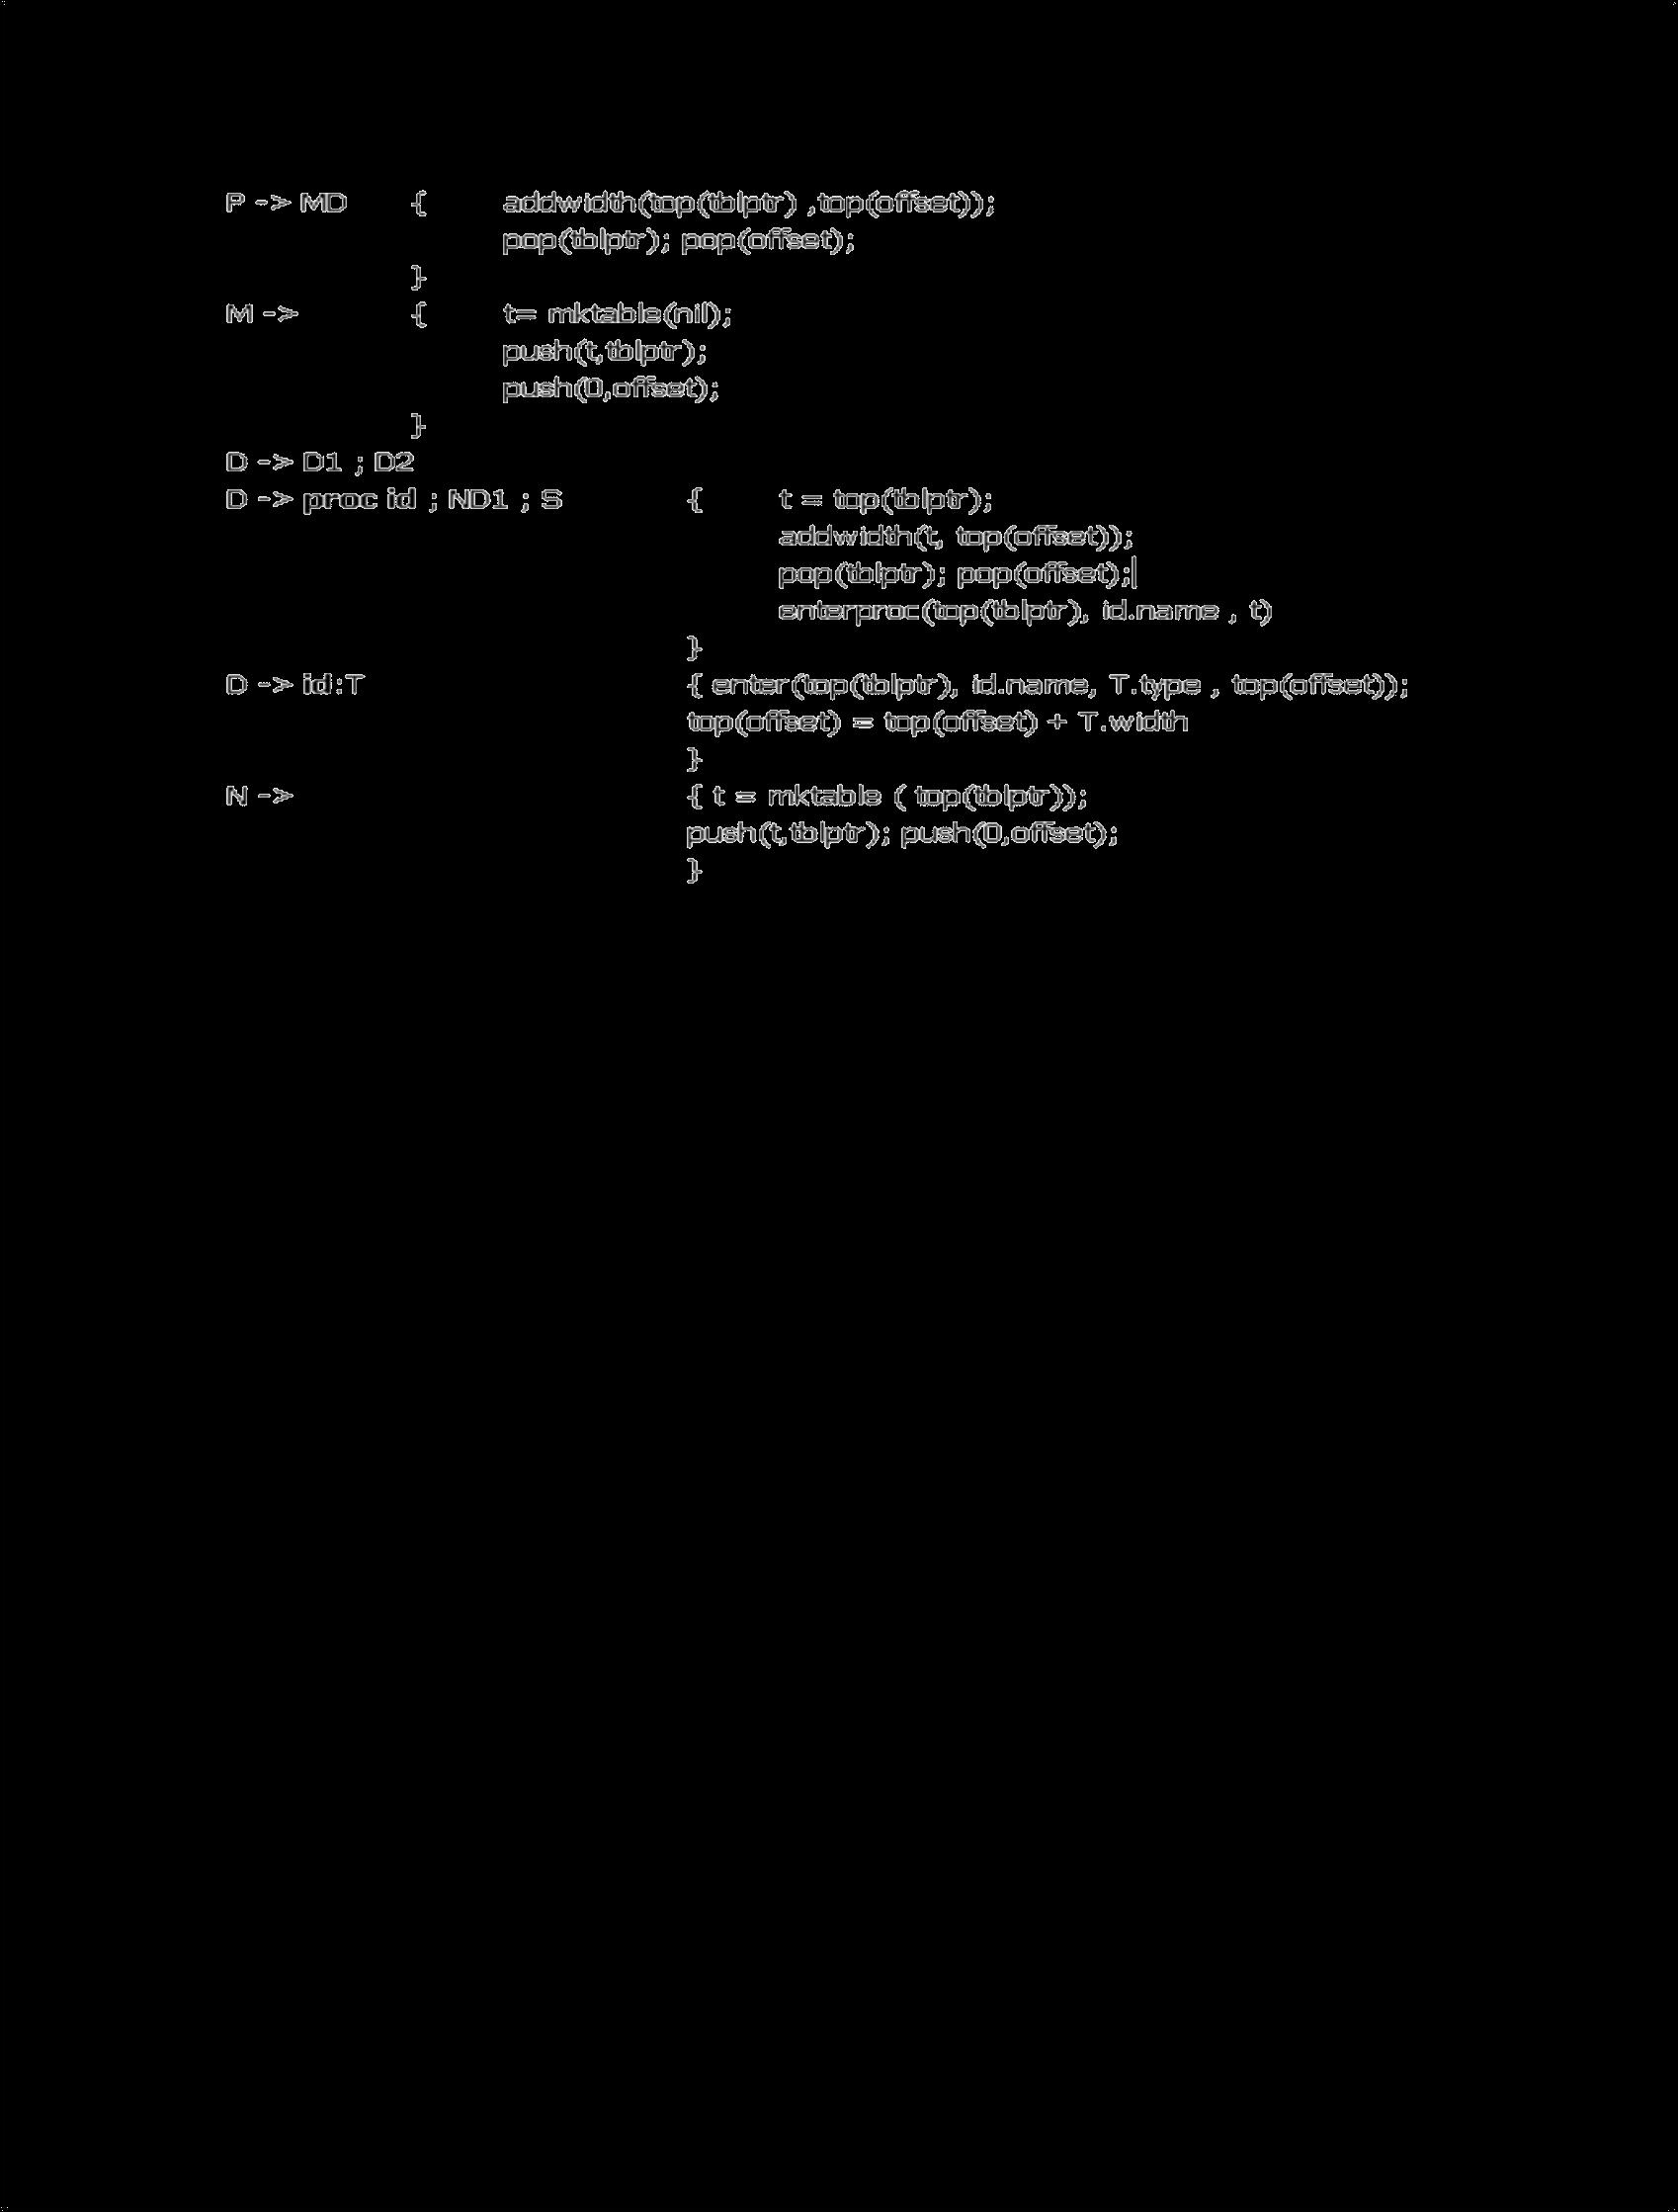 P -> MD { addwidth(top(tblptr) ,top(offset));
pop(tblptr); pop(offset);
}
M -> { t= mktable(nil);
push(t,tblptr);
push(0,offset);
}
D -> D1 ; D2
D -> proc id ; ND1 ; S { t = top(tblptr);
addwidth(t, top(offset));
pop(tblptr); pop(offset);
enterproc(top(tblptr), id.name , t)
}
D -> id:T { enter(top(tblptr), id.name, T.type , top(offset));
top(offset) = top(offset) + T.width
}
N -> { t = mktable ( top(tblptr));
push(t,tblptr); push(0,offset);
}